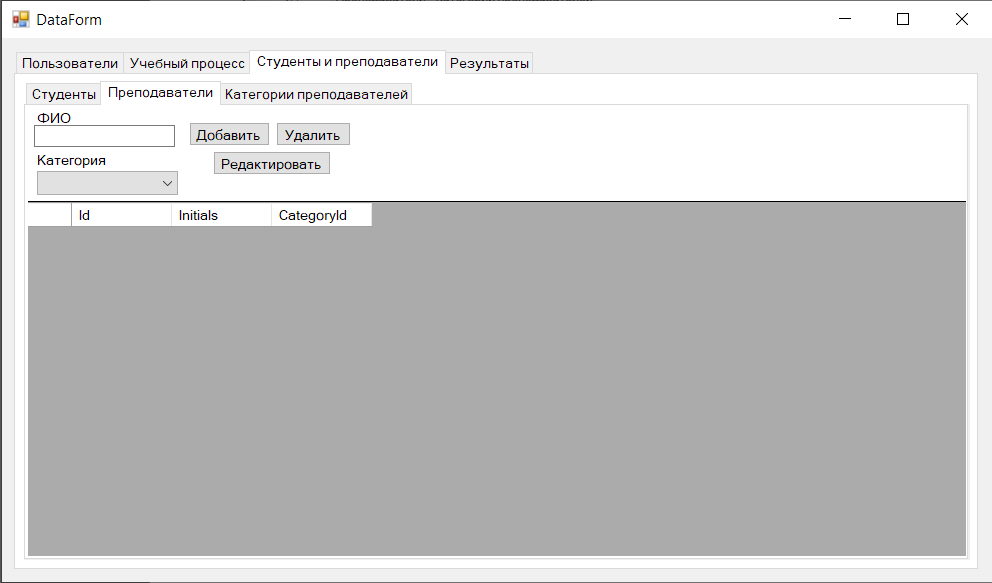 DataForm
Пользователи Учебный процесс Студенты и преподаватели Результаты
Студенты Преподаватели Категории преподавателей
ФИО
Добавить Удалить
Категория
Редактировать
Id Initials CategoryId